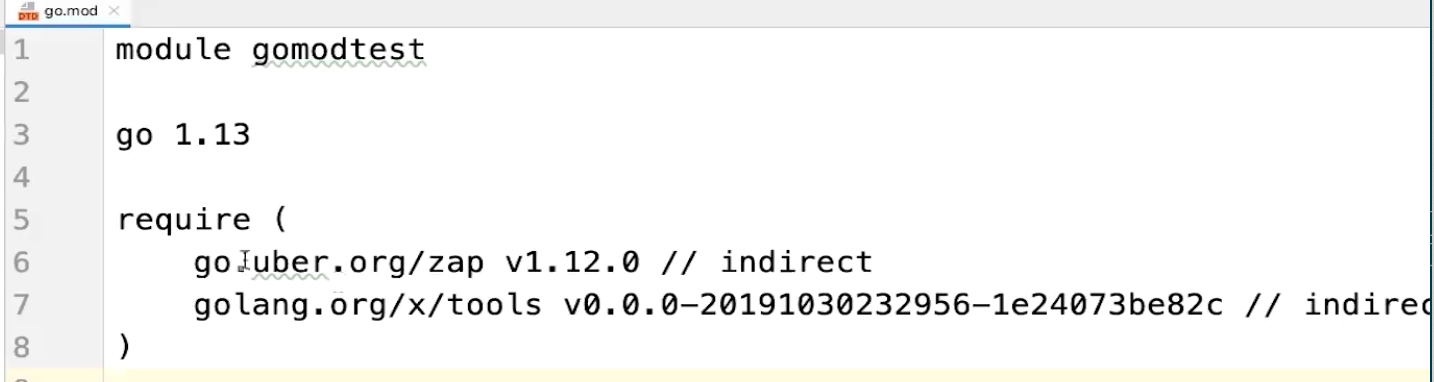 go.mod
1 module gomodtest
2
3 go 1.13
4
5 require (
6 go.uber.org/zap v1.12.0 // indirect
7 golang.org/x/tools v0.0.0-20191030232956-1e24073be82c // indirec
8 )